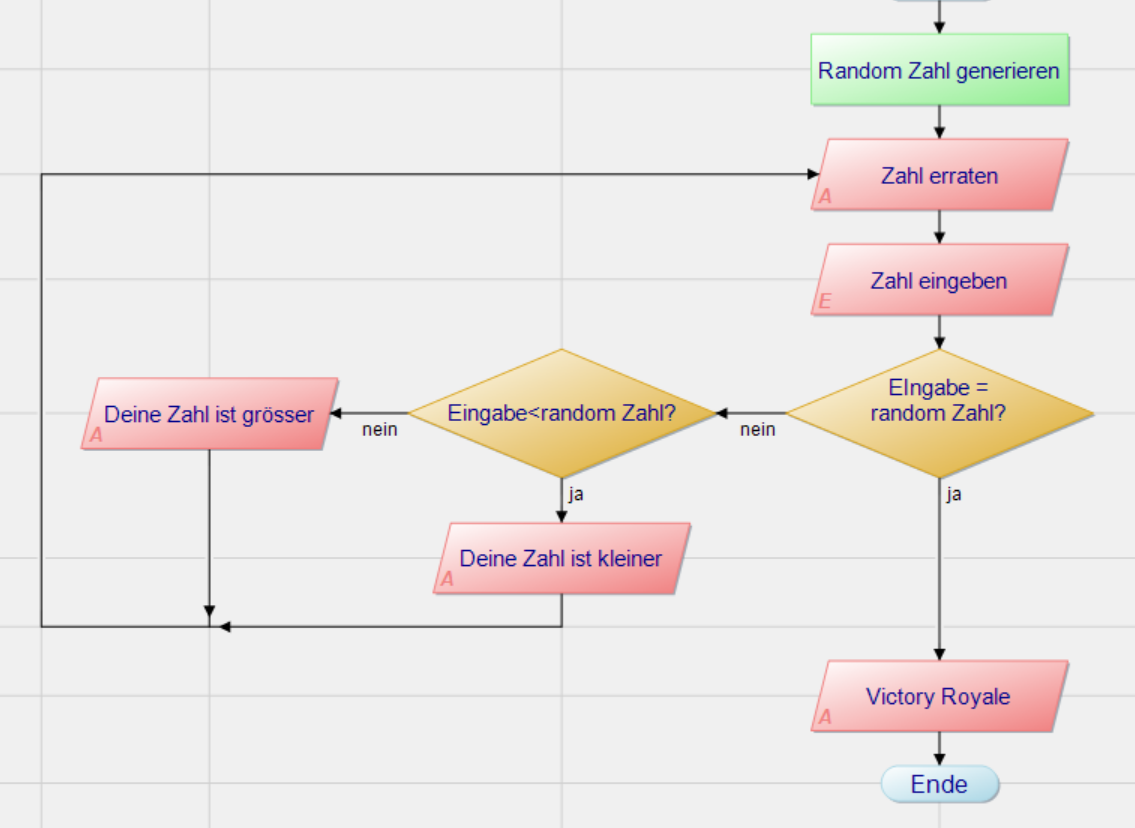 Random Zahl generieren
Zahl erraten
A
Zahl eingeben
E
EIngabe =
random Zahl?
nein
Eingabe<random Zahl?
nein
Deine Zahl ist grösser
A
ja
Deine Zahl ist kleiner
A
ja
Victory Royale
A
Ende